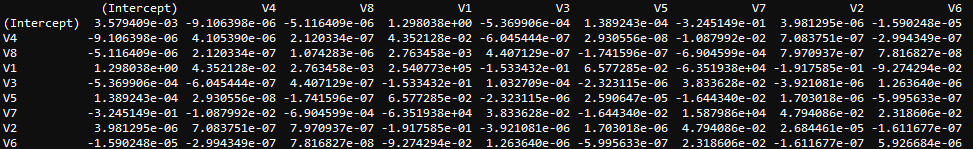 (Intercept) V4 V8 V1 V3 V5 V7 V2 V6
(Intercept) 3.579409e-03 -9.106398e-06 -5.116409e-06 1.298038e+00 -5.369906e-04 1.389243e-04 -3.245149e-01 3.981295e-06 -1.590248e-05
V4 -9.106398e-06 4.105390e-06 2.120337e-07 4.352128e-02 -6.045444e-07 2.930556e-08 -1.087992e-02 7.083751e-07 -2.994349e-07
V8 -5.116409e-06 2.120334e-07 1.074283e-06 2.763458e-03 4.407129e-07 -1.741596e-07 -6.904599e-04 7.970937e-07 7.816827e-08
V1 1.298038e+00 4.352128e-02 2.763458e-03 2.540773e+05 -1.533432e-01 6.577282e-02 -6.351938e+04 -1.917585e-01 -9.274294e-02
V3 -5.369906e-04 -6.045444e-07 4.407129e-07 -1.533432e-01 1.032709e-04 -2.323115e-06 3.833628e-02 -3.921081e-06 1.263640e-06
V5 1.389243e-04 2.930556e-08 -1.741596e-07 6.577282e-02 -2.323115e-06 2.590647e-05 -1.644340e-02 1.703018e-06 -5.995633e-07
V7 -3.245149e-01 -1.087992e-02 -6.904599e-04 -6.351938e+04 3.833628e-02 -1.644340e-02 1.587986e+04 4.794086e-02 2.318606e-02
V2 3.981295e-06 7.083751e-07 7.970937e-07 -1.917585e-01 -3.921081e-06 1.703018e-06 4.794086e-02 2.684461e-05 -1.611677e-07
V6 -1.590248e-05 -2.994349e-07 7.816827e-08 -9.274294e-02 1.263640e-06 -5.995633e-07 2.318606e-02 -1.611677e-07 5.926684e-06